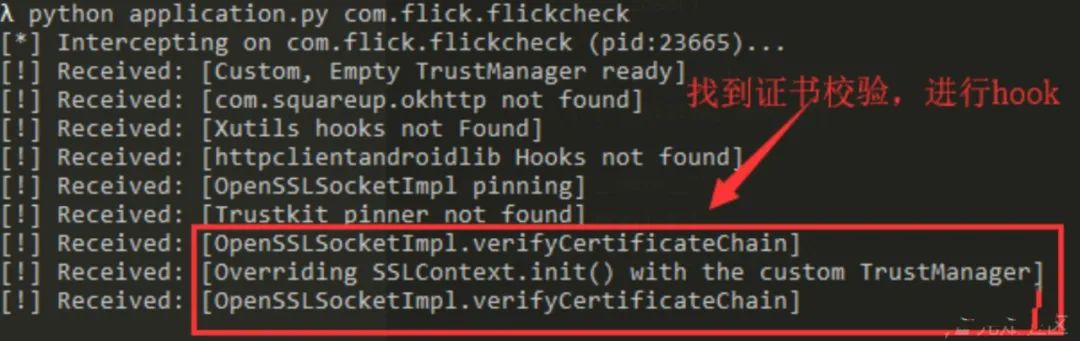 λ python application.py com.flick.flickcheck
[*] Intercepting on com.flick.flickcheck (pid:23665)...
[!] Received: [Custom, Empty TrustManager ready]
[!] Received: [com.squareup.okhttp not found]
找到证书校验，进行hook
[!] Received: [Xutils hooks not Found]
[!] Received: [httpclientandroidlib Hooks not found]
[!] Received: [OpenSSLSocketImpl pinning]
[!] Received: [Trustkit pinner not found]
[!] Received: [OpenSSLSocketImpl.verifyCertificateChain]
[!] Received: [Overriding SSLContext.init() with the custom TrustManager]
[!] Received: [OpenSSLSocketImpl.verifyCertificateChain]